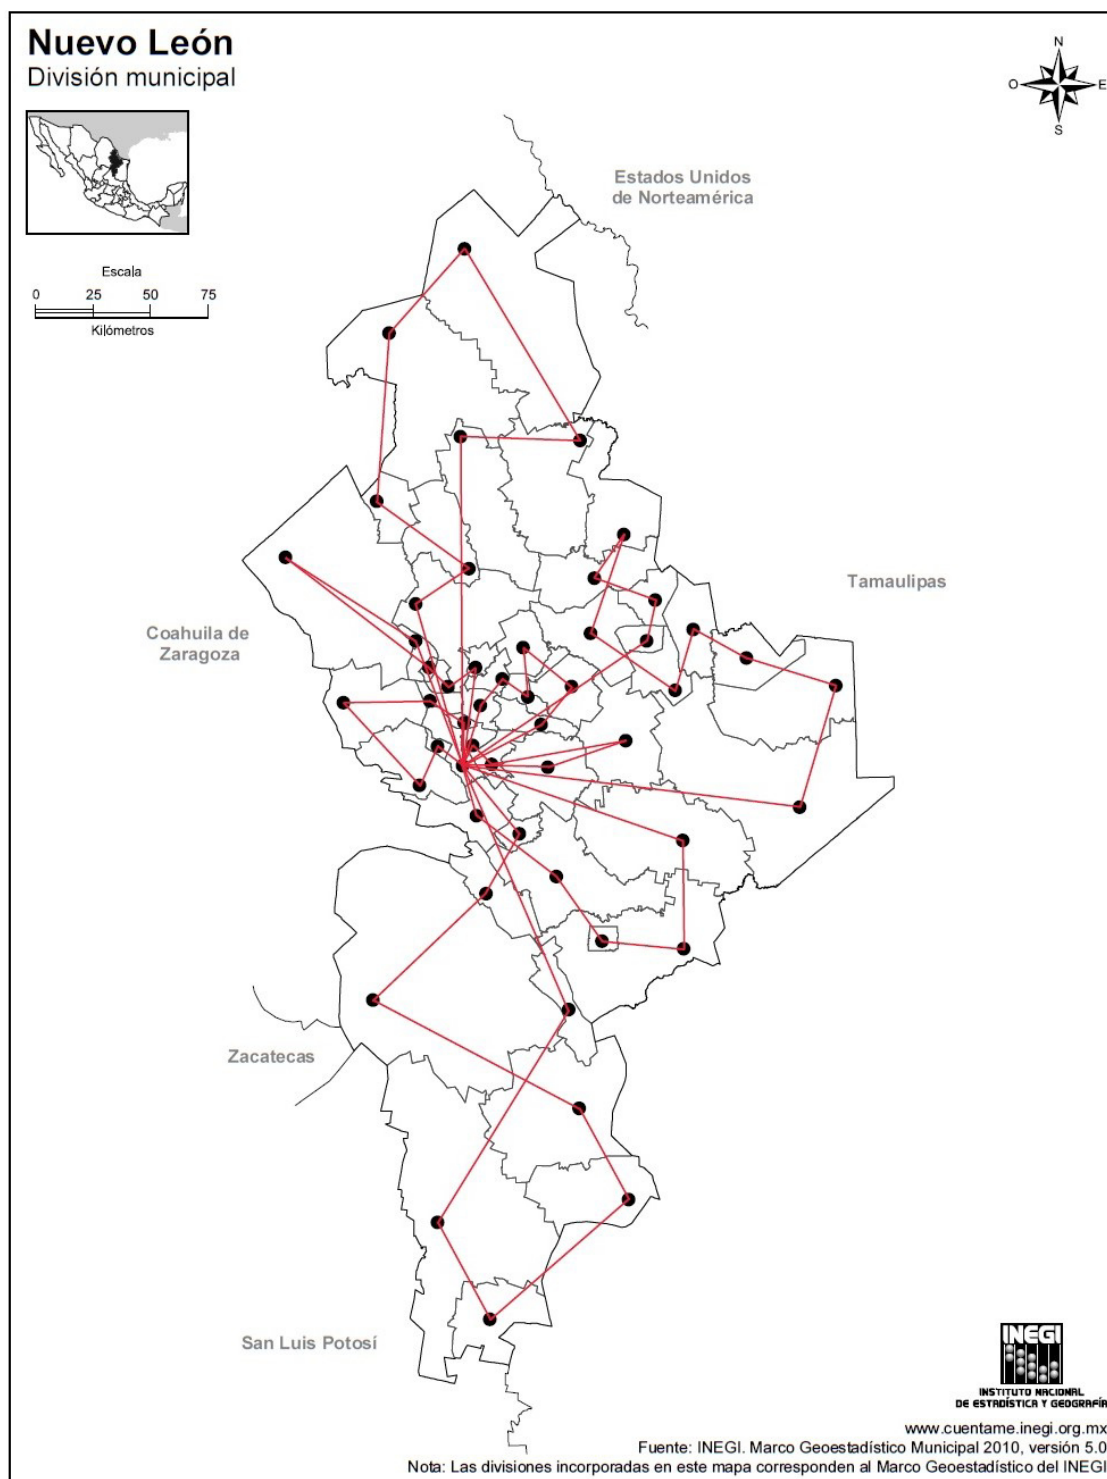 Nuevo León
División municipal
N
O
E
S
Estados Unidos
de Norteamérica
Escala
0 25 50 75
Kilómetros
Tamaulipas
Coahuila de
Zaragoza
Zacatecas
San Luis Potosí
INEGI
INSTITUTO NACIONAL
DE ESTADÍSTICA Y GEOGRAFÍA
www.cuentame.inegi.org.mx
Fuente: INEGI. Marco Geoestadístico Municipal 2010, versión 5.0
Nota: Las divisiones incorporadas en este mapa corresponden al Marco Geoestadístico del INEGI